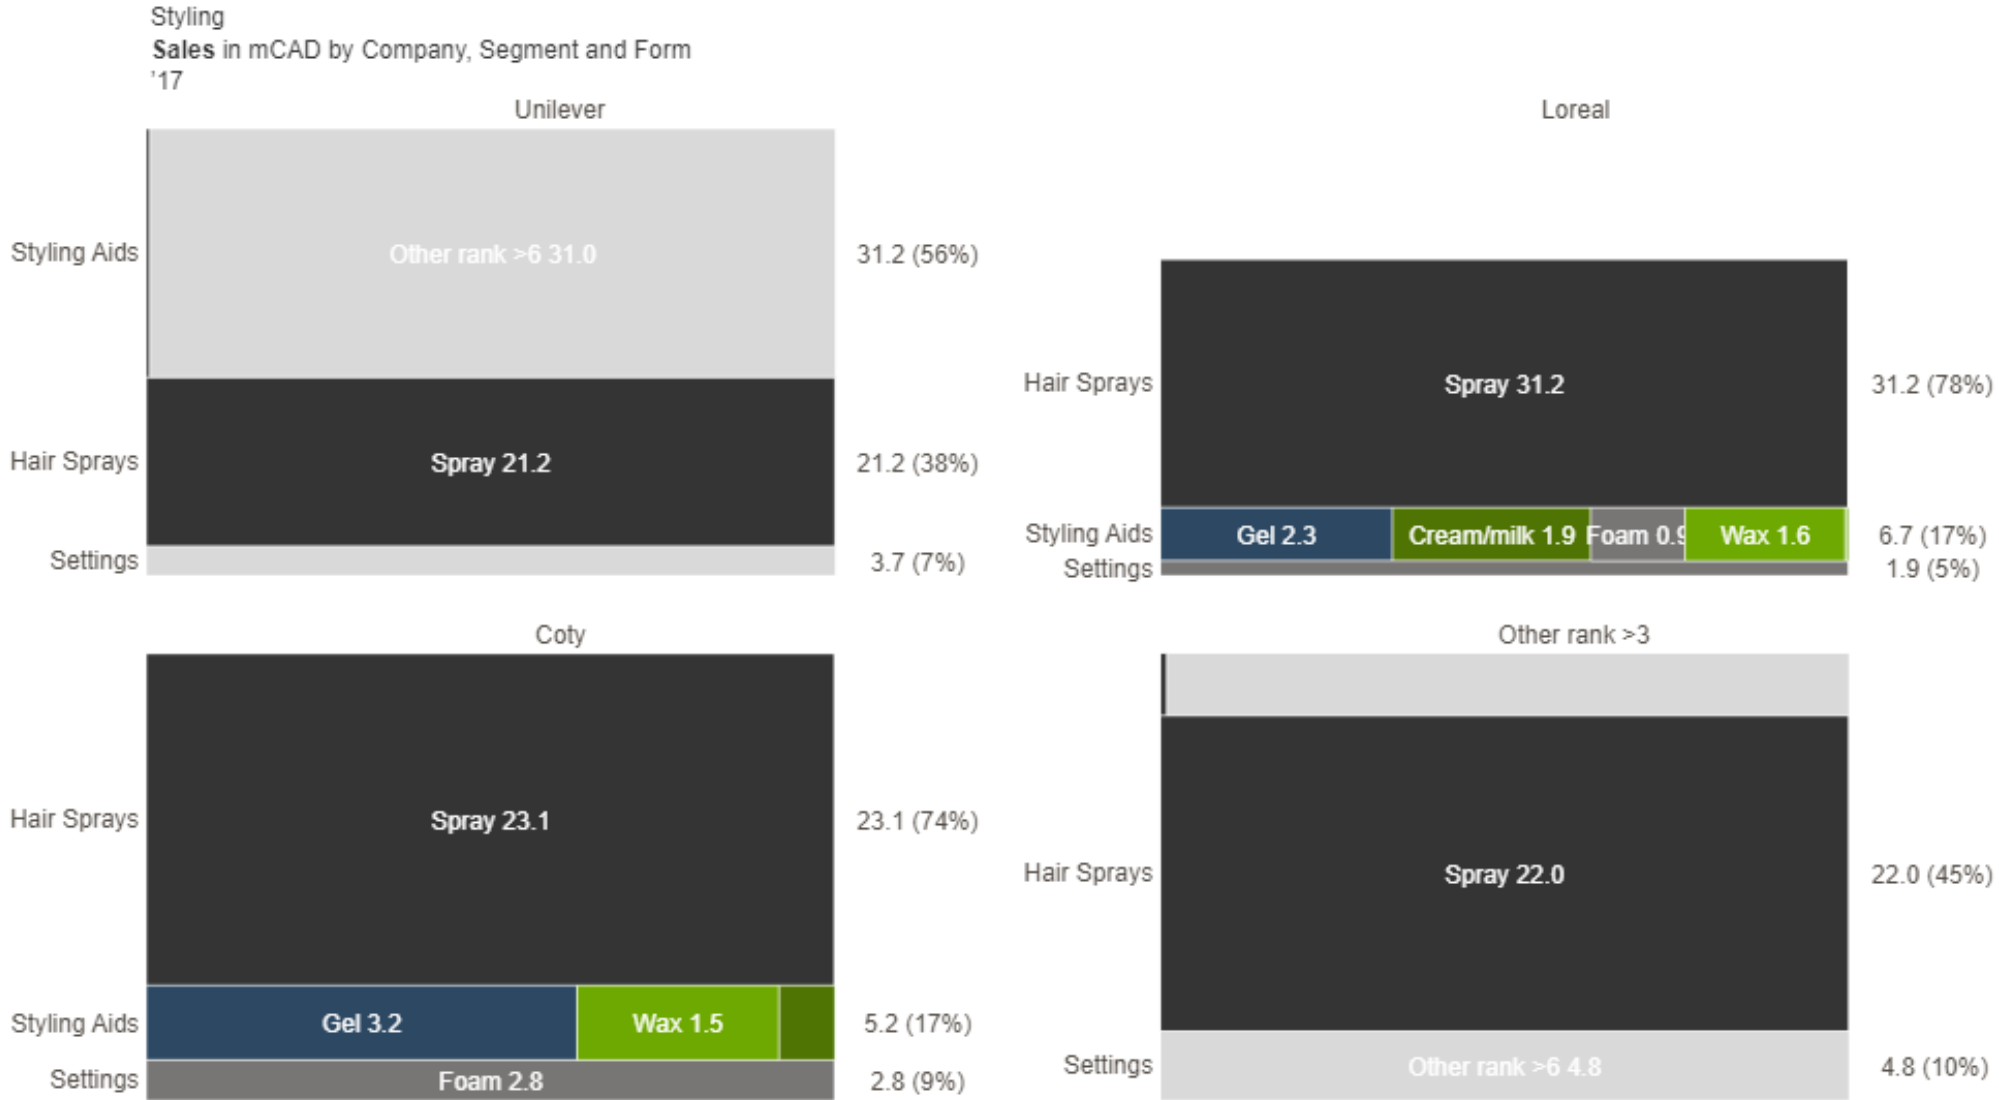 Styling
Sales in mCAD by Company, Segment and Form
'17
Unilever
Styling Aids
Other rank >6 31.0
31.2 (56%)
Hair Sprays
Spray 21.2
21.2 (38%)
Settings
3.7 (7%)
Loreal
Hair Sprays
Spray 31.2
31.2 (78%)
Styling Aids
Gel 2.3
Cream/milk 1.9
Foam 0.9
Wax 1.6
6.7 (17%)
Settings
1.9 (5%)
Coty
Hair Sprays
Spray 23.1
23.1 (74%)
Styling Aids
Gel 3.2
Wax 1.5
5.2 (17%)
Settings
Foam 2.8
2.8 (9%)
Other rank >3
Hair Sprays
Spray 22.0
22.0 (45%)
Settings
Other rank >6 4.8
4.8 (10%)